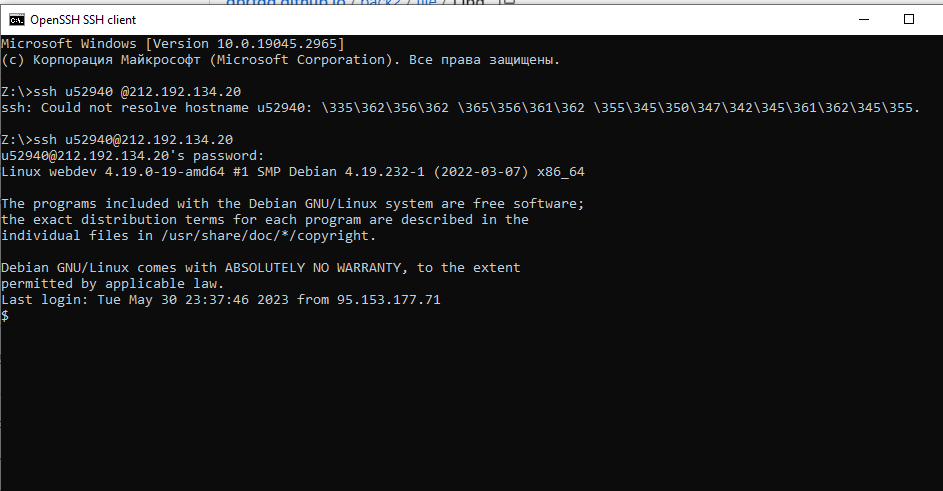 OpenSSH SSH client
Microsoft Windows [Version 10.0.19045.2965]
(c) Корпорация Майкрософт (Microsoft Corporation). Все права защищены.
Z:\>ssh u52940 @212.192.134.20
ssh: Could not resolve hostname u52940: \335\362\356\362 \365\356\361\362 \355\345\350\347\342\345\361\362\345\355.
Z:\>ssh u52940@212.192.134.20
u52940@212.192.134.20's password:
Linux webdev 4.19.0-19-amd64 #1 SMP Debian 4.19.232-1 (2022-03-07) x86_64
The programs included with the Debian GNU/Linux system are free software;
the exact distribution terms for each program are described in the
individual files in /usr/share/doc/*/copyright.
Debian GNU/Linux comes with ABSOLUTELY NO WARRANTY, to the extent
permitted by applicable law.
Last login: Tue May 30 23:37:46 2023 from 95.153.177.71
$